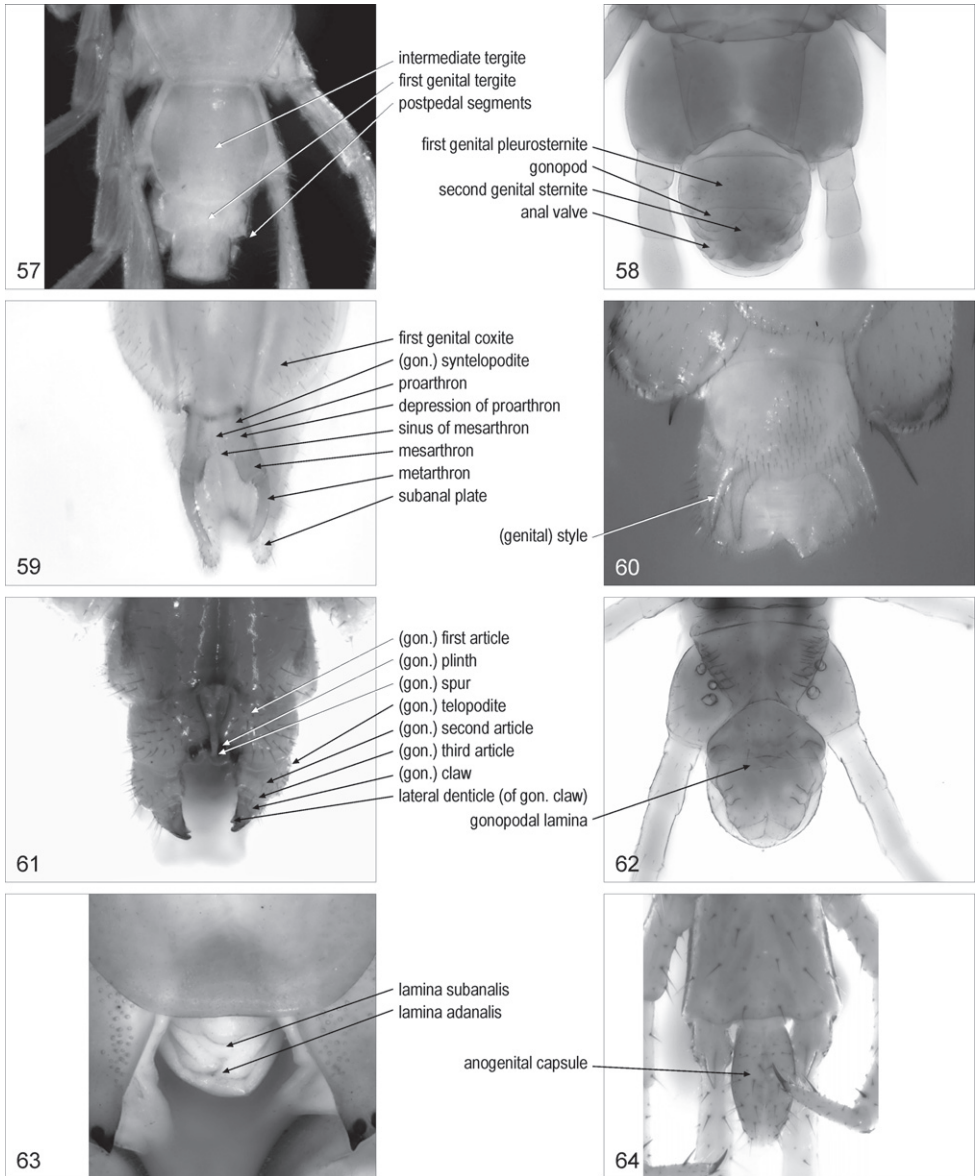 intermediate tergite
first genital tergite
postpedal segments
57
first genital pleurosternite
gonopod
second genital sternite
anal valve
58
first genital coxite
(gon.) syntelopodite
proarthron
depression of proarthron
sinus of mesarthron
mesarthron
metarthron
subanal plate
59
(genital) style
60
(gon.) first article
(gon.) plinth
(gon.) spur
(gon.) telopodite
(gon.) second article
(gon.) third article
(gon.) claw
lateral denticle (of gon. claw)
61
gonopodal lamina
62
lamina subanalis
lamina adanalis
63
anogenital capsule
64